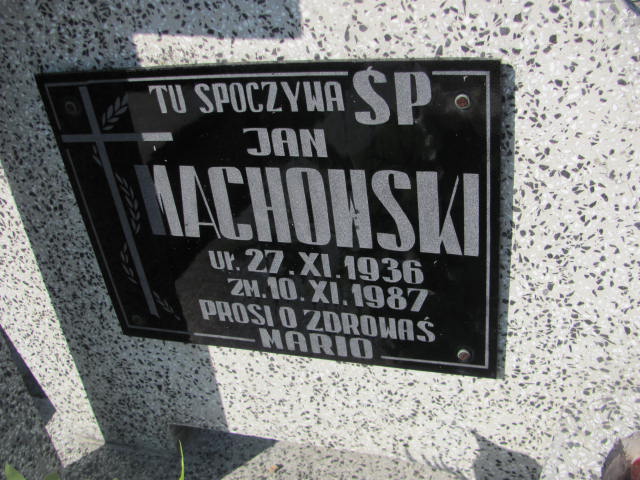 TU SPOCZYWA ŚP
JAN
MACHOWSKI
UR. 27.XI.1936
ZM. 10.XI.1987
PROSI O ZDROWAŚ
MARIO